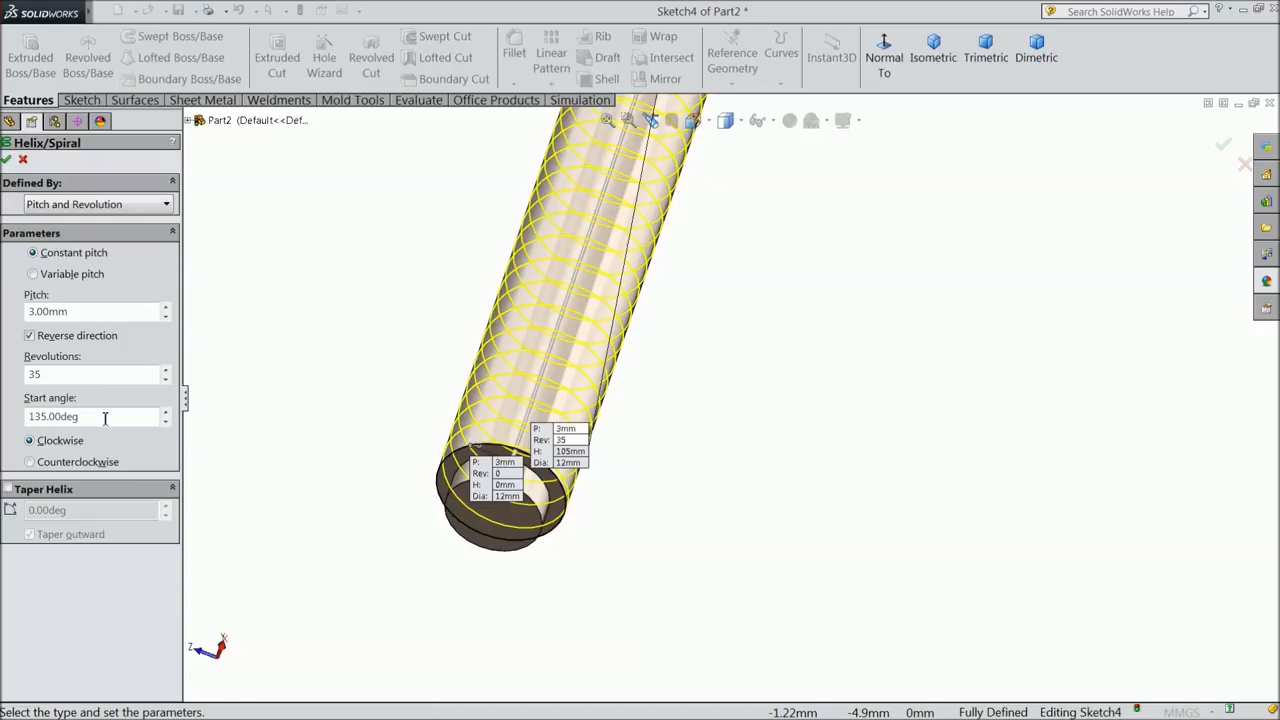 SOLIDWORKS
Sketch4 of Part2 *
Search SolidWorks Help
Extruded Boss/Base
Revolved Boss/Base
Swept Boss/Base
Lofted Boss/Base
Boundary Boss/Base
Extruded Cut
Hole Wizard
Revolved Cut
Swept Cut
Lofted Cut
Boundary Cut
Fillet
Linear Pattern
Rib
Draft
Shell
Wrap
Intersect
Mirror
Reference Geometry
Curves
Instant3D
Normal To
Isometric
Trimetric
Dimetric
Features
Sketch
Surfaces
Sheet Metal
Weldments
Mold Tools
Evaluate
Office Products
Simulation
Part2 (Default<<Def...
Helix/Spiral
?
Defined By:
Pitch and Revolution
Parameters
Constant pitch
Variable pitch
Pitch:
3.00mm
Reverse direction
Revolutions:
35
Start angle:
135.00deg
Clockwise
Counterclockwise
Taper Helix
0.00deg
Taper outward
P: 3mm
Rev: 35
H: 105mm
Dia: 12mm
P: 3mm
Rev: 0
H: 0mm
Dia: 12mm
Z
Select the type and set the parameters.
-1.22mm
-4.9mm
0mm
Fully Defined
Editing Sketch4
MMGS